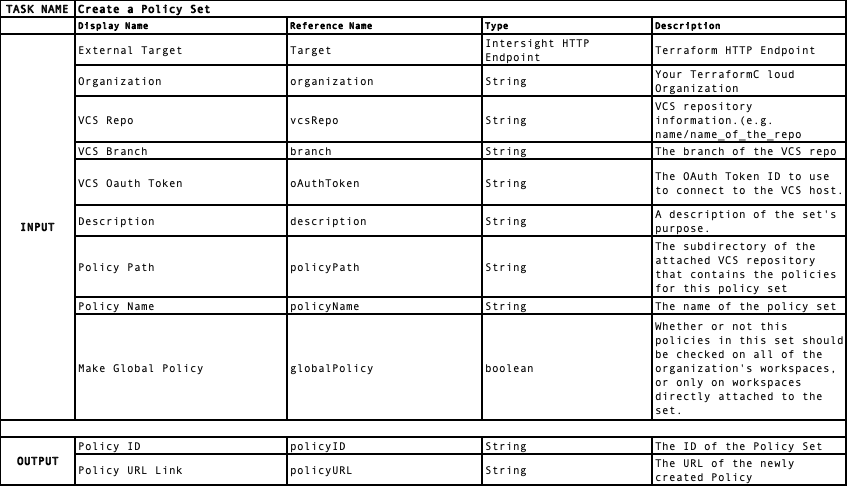 TASK NAME Create a Policy Set
Display Name Reference Name Type Description
INPUT
External Target Target Intersight HTTP
Endpoint Terraform HTTP Endpoint
Organization organization String Your TerraformC loud
Organization
VCS Repo vcsRepo String VCS repository
information.(e.g.
name/name_of_the_repo
VCS Branch branch String The branch of the VCS repo
VCS Oauth Token oAuthToken String The OAuth Token ID to use
to connect to the VCS host.
Description description String A description of the set's
purpose.
Policy Path policyPath String The subdirectory of the
attached VCS repository
that contains the policies
for this policy set
Policy Name policyName String The name of the policy set
Make Global Policy globalPolicy boolean Whether or not this
policies in this set should
be checked on all of the
organization's workspaces,
or only on workspaces
directly attached to the
set.
OUTPUT
Policy ID policyID String The ID of the Policy Set
Policy URL Link policyURL String The URL of the newly
created Policy